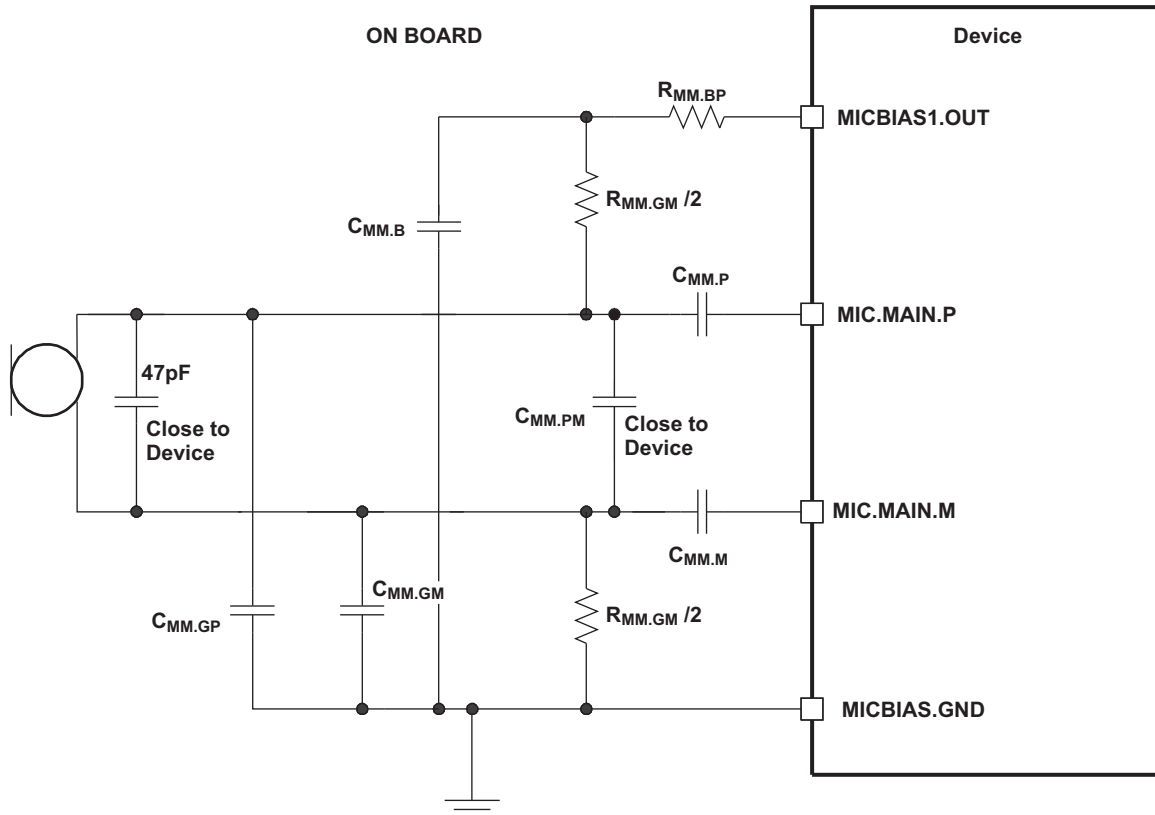 ON BOARD
Device
RMM.BP
MICBIAS1.OUT
RMM.GM /2
CMM.B
CMM.P
MIC.MAIN.P
47pF
Close to
Device
CMM.PM
Close to
Device
MIC.MAIN.M
CMM.M
CMM.GM
CMM.GP
RMM.GM /2
MICBIAS.GND